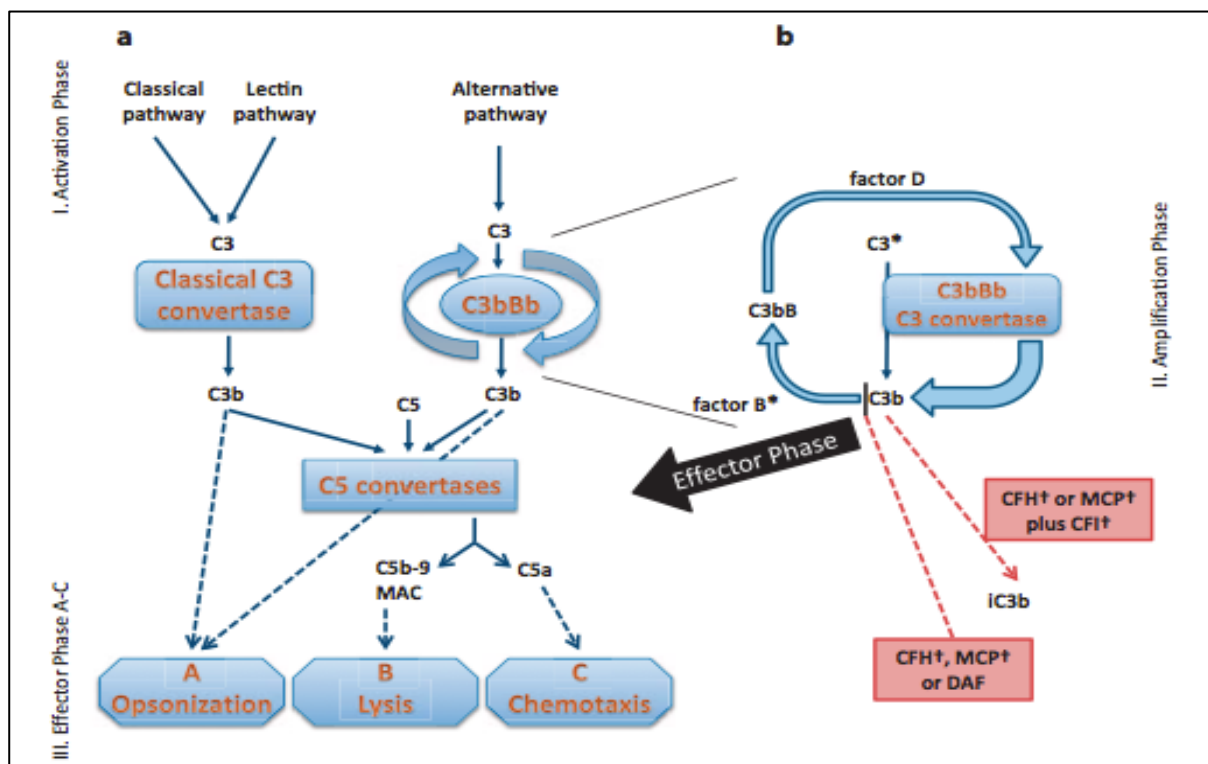 a
b
I. Activation Phase
Classical
pathway
Lectin
pathway
Alternative
pathway
C3
Classical C3
convertase
C3b
C3
C3bBb
C3b
C5
C5 convertases
C5b-9
MAC
C5a
III. Effector Phase A-C
A
Opsonization
B
Lysis
C
Chemotaxis
factor D
C3*
C3bBb
C3 convertase
C3bB
C3b
factor B*
II. Amplification Phase
Effector Phase
CFH† or MCP†
plus CFI†
iC3b
CFH†, MCP†
or DAF